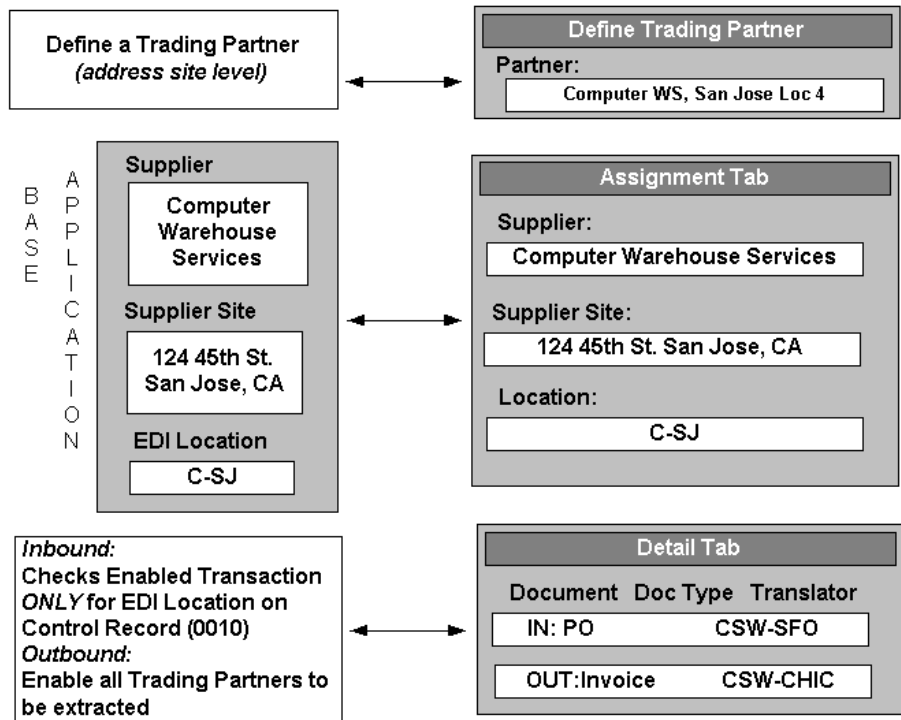 Define a Trading Partner
(address site level)
Define Trading Partner
Partner:
Computer WS, San Jose Loc 4
BASE
APPLICATION
Supplier
Computer
Warehouse
Services
Supplier Site
124 45th St.
San Jose, CA
EDI Location
C-SJ
Assignment Tab
Supplier:
Computer Warehouse Services
Supplier Site:
124 45th St. San Jose, CA
Location:
C-SJ
Inbound:
Checks Enabled Transaction
ONLY for EDI Location on
Control Record (0010)
Outbound:
Enable all Trading Partners to
be extracted
Detail Tab
Document Doc Type Translator
IN: PO CSW-SFO
OUT:Invoice CSW-CHIC